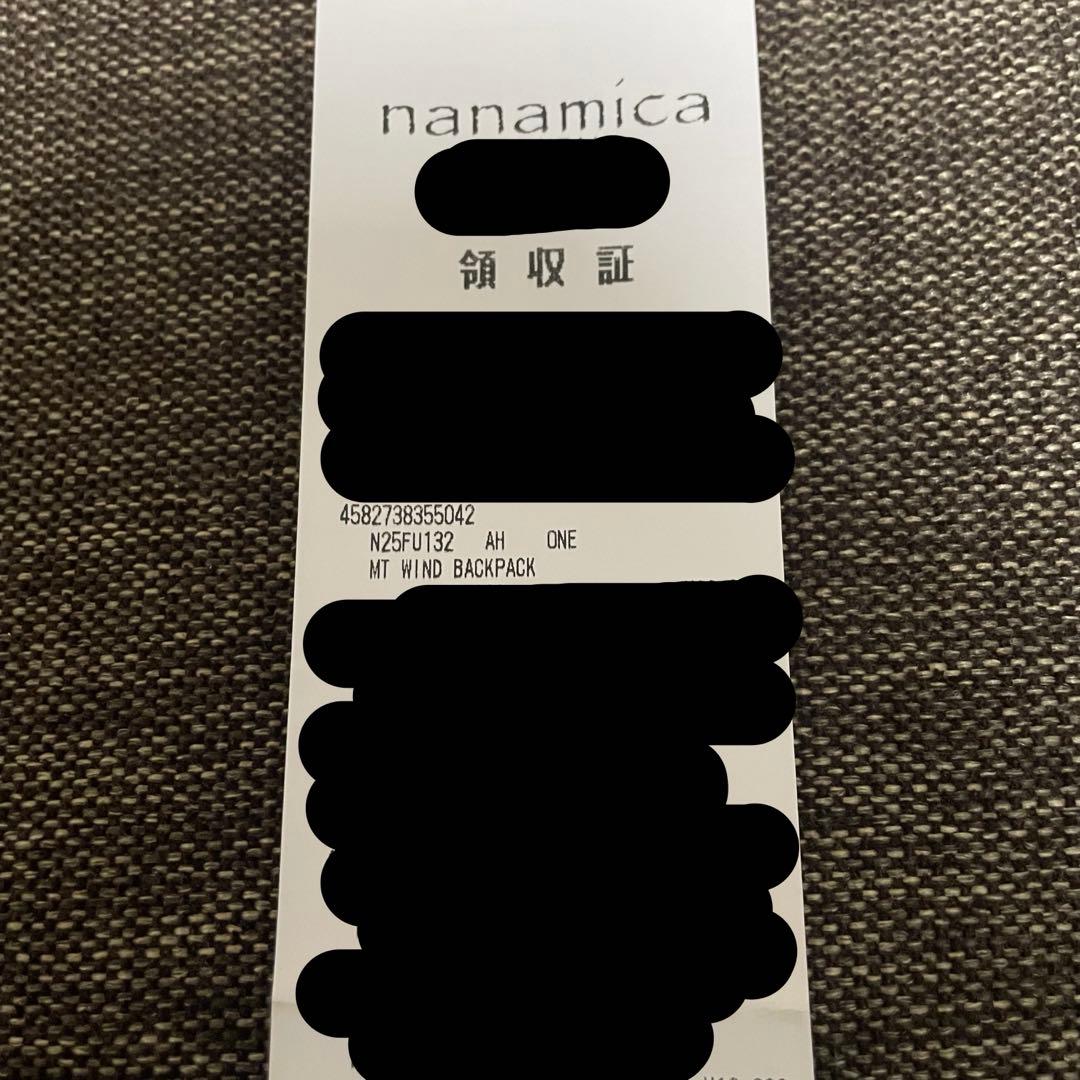 nanamica
領収証
4582738355042
N25FU132 AH ONE
MT WIND BACKPACK